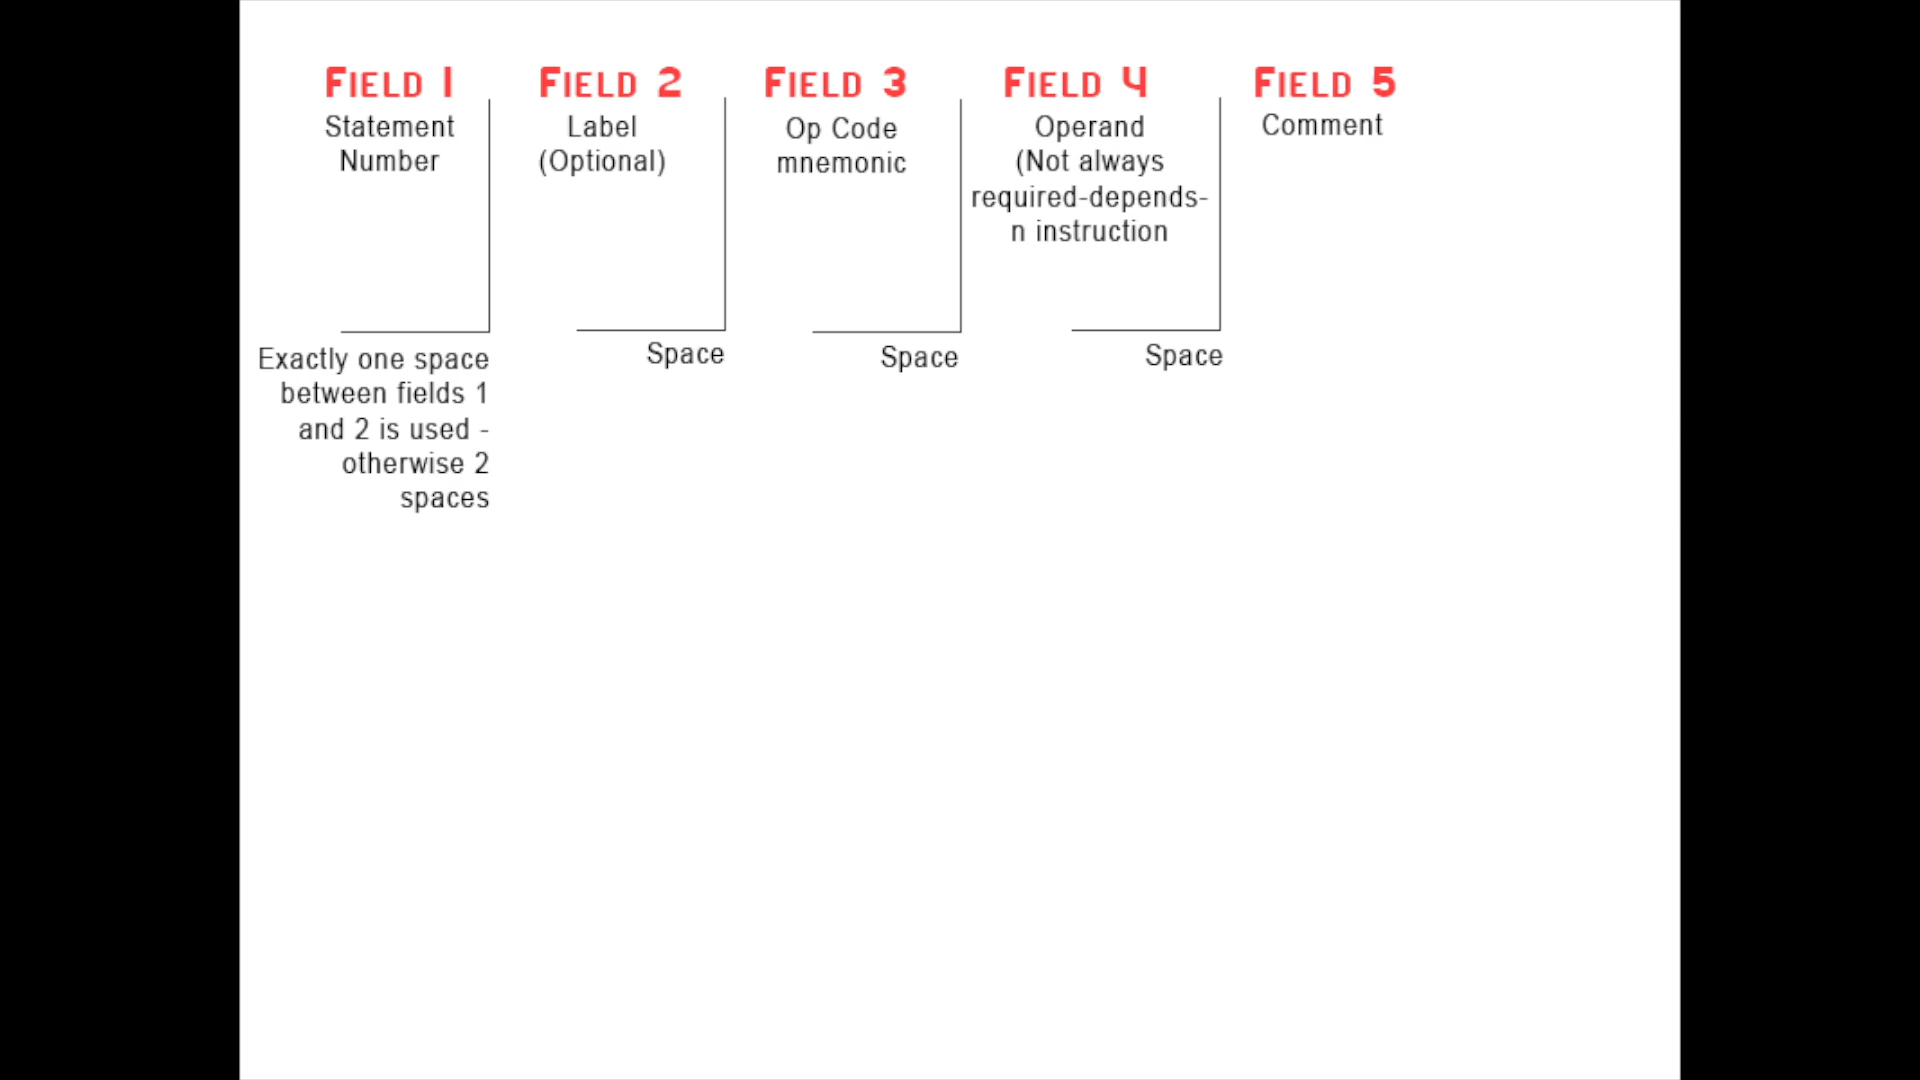 FIELD 1
Statement
Number
Exactly one space
between fields 1
and 2 is used -
otherwise 2
spaces
FIELD 2
Label
(Optional)
Space
FIELD 3
Op Code
mnemonic
Space
FIELD 4
Operand
(Not always
required-depends-
n instruction
Space
FIELD 5
Comment